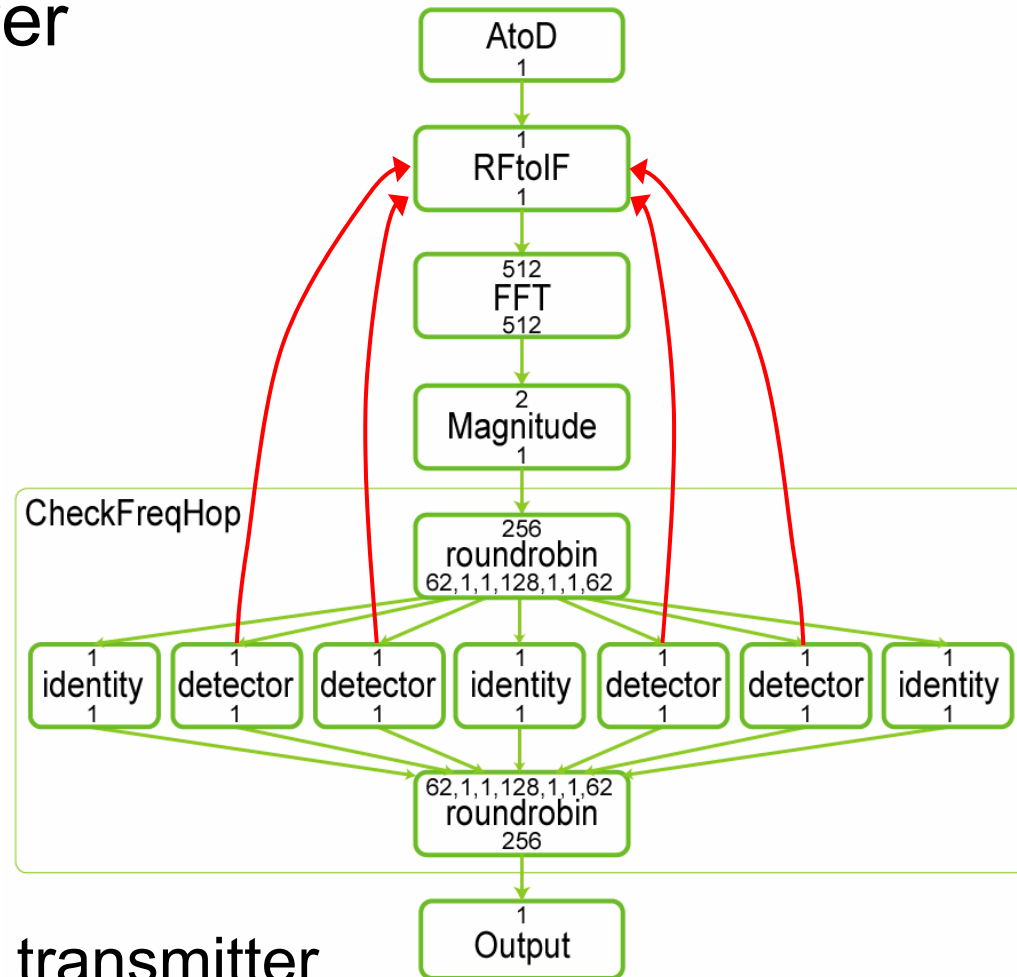 er
AtoD
1
1
RFtoIF
1
512
FFT
512
2
Magnitude
1
CheckFreqHop
256
roundrobin
62,1,1,128,1,1,62
1 1 1 1 1 1 1
identity detector detector identity detector detector identity
1 1 1 1 1 1 1
62,1,1,128,1,1,62
roundrobin
256
1
Output
transmitter